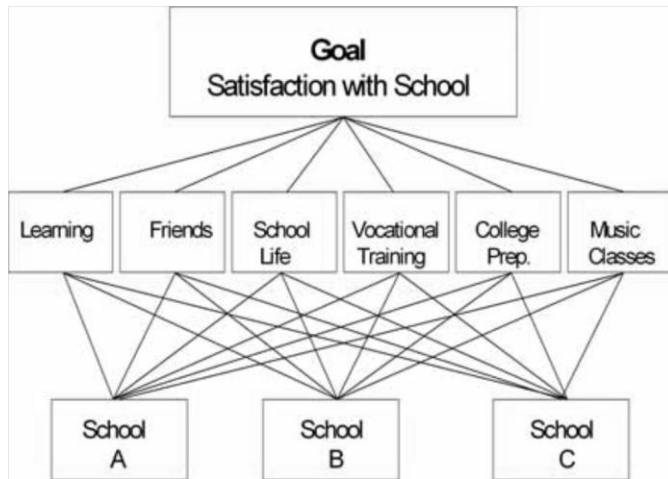 Goal
Satisfaction with School
Learning
Friends
School
Life
Vocational
Training
College
Prep.
Music
Classes
School
A
School
B
School
C